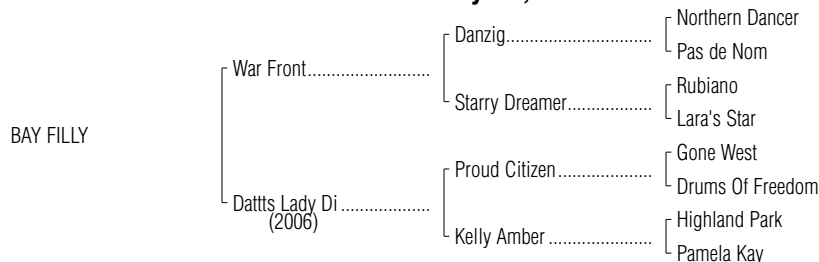 Northern Dancer
Danzig
Pas de Nom
War Front
Rubiano
Starry Dreamer
Lara's Star
BAY FILLY
Gone West
Proud Citizen
Drums Of Freedom
Dattts Lady Di
(2006)
Highland Park
Kelly Amber
Pamela Kay